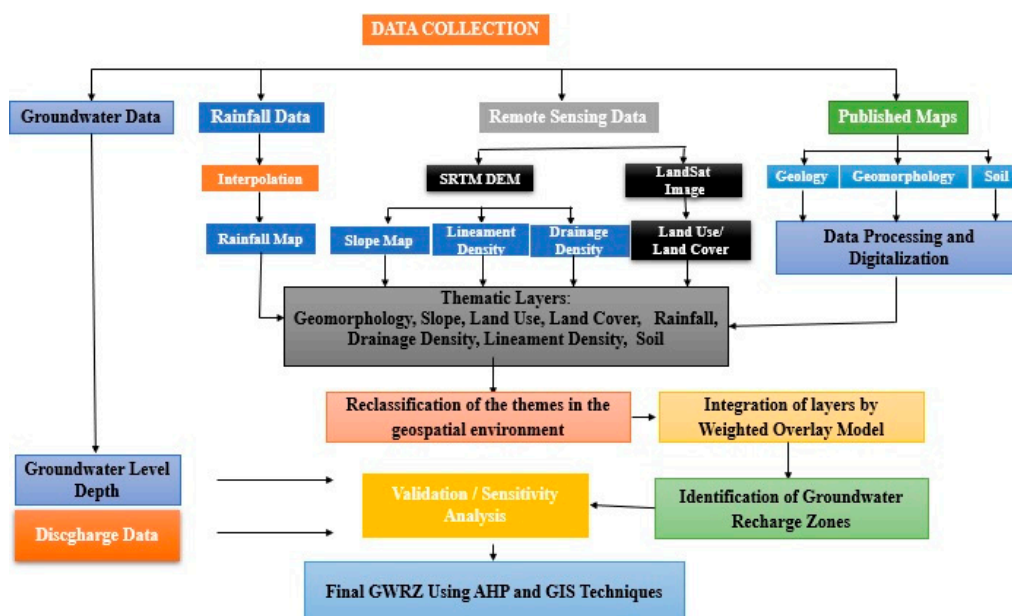 DATA COLLECTION
Groundwater Data
Rainfall Data
Remote Sensing Data
Published Maps
Interpolation
SRTM DEM
LandSat
Image
Geology
Geomorphology
Soil
Rainfall Map
Slope Map
Lineament
Density
Drainage
Density
Land Use/
Land Cover
Data Processing and
Digitalization
Thematic Layers:
Geomorphology, Slope, Land Use, Land Cover, Rainfall,
Drainage Density, Lineament Density, Soil
Reclassification of the themes in the
geospatial environment
Integration of layers by
Weighted Overlay Model
Groundwater Level
Depth
Validation / Sensitivity
Analysis
Identification of Groundwater
Recharge Zones
Discgharge Data
Final GWRZ Using AHP and GIS Techniques